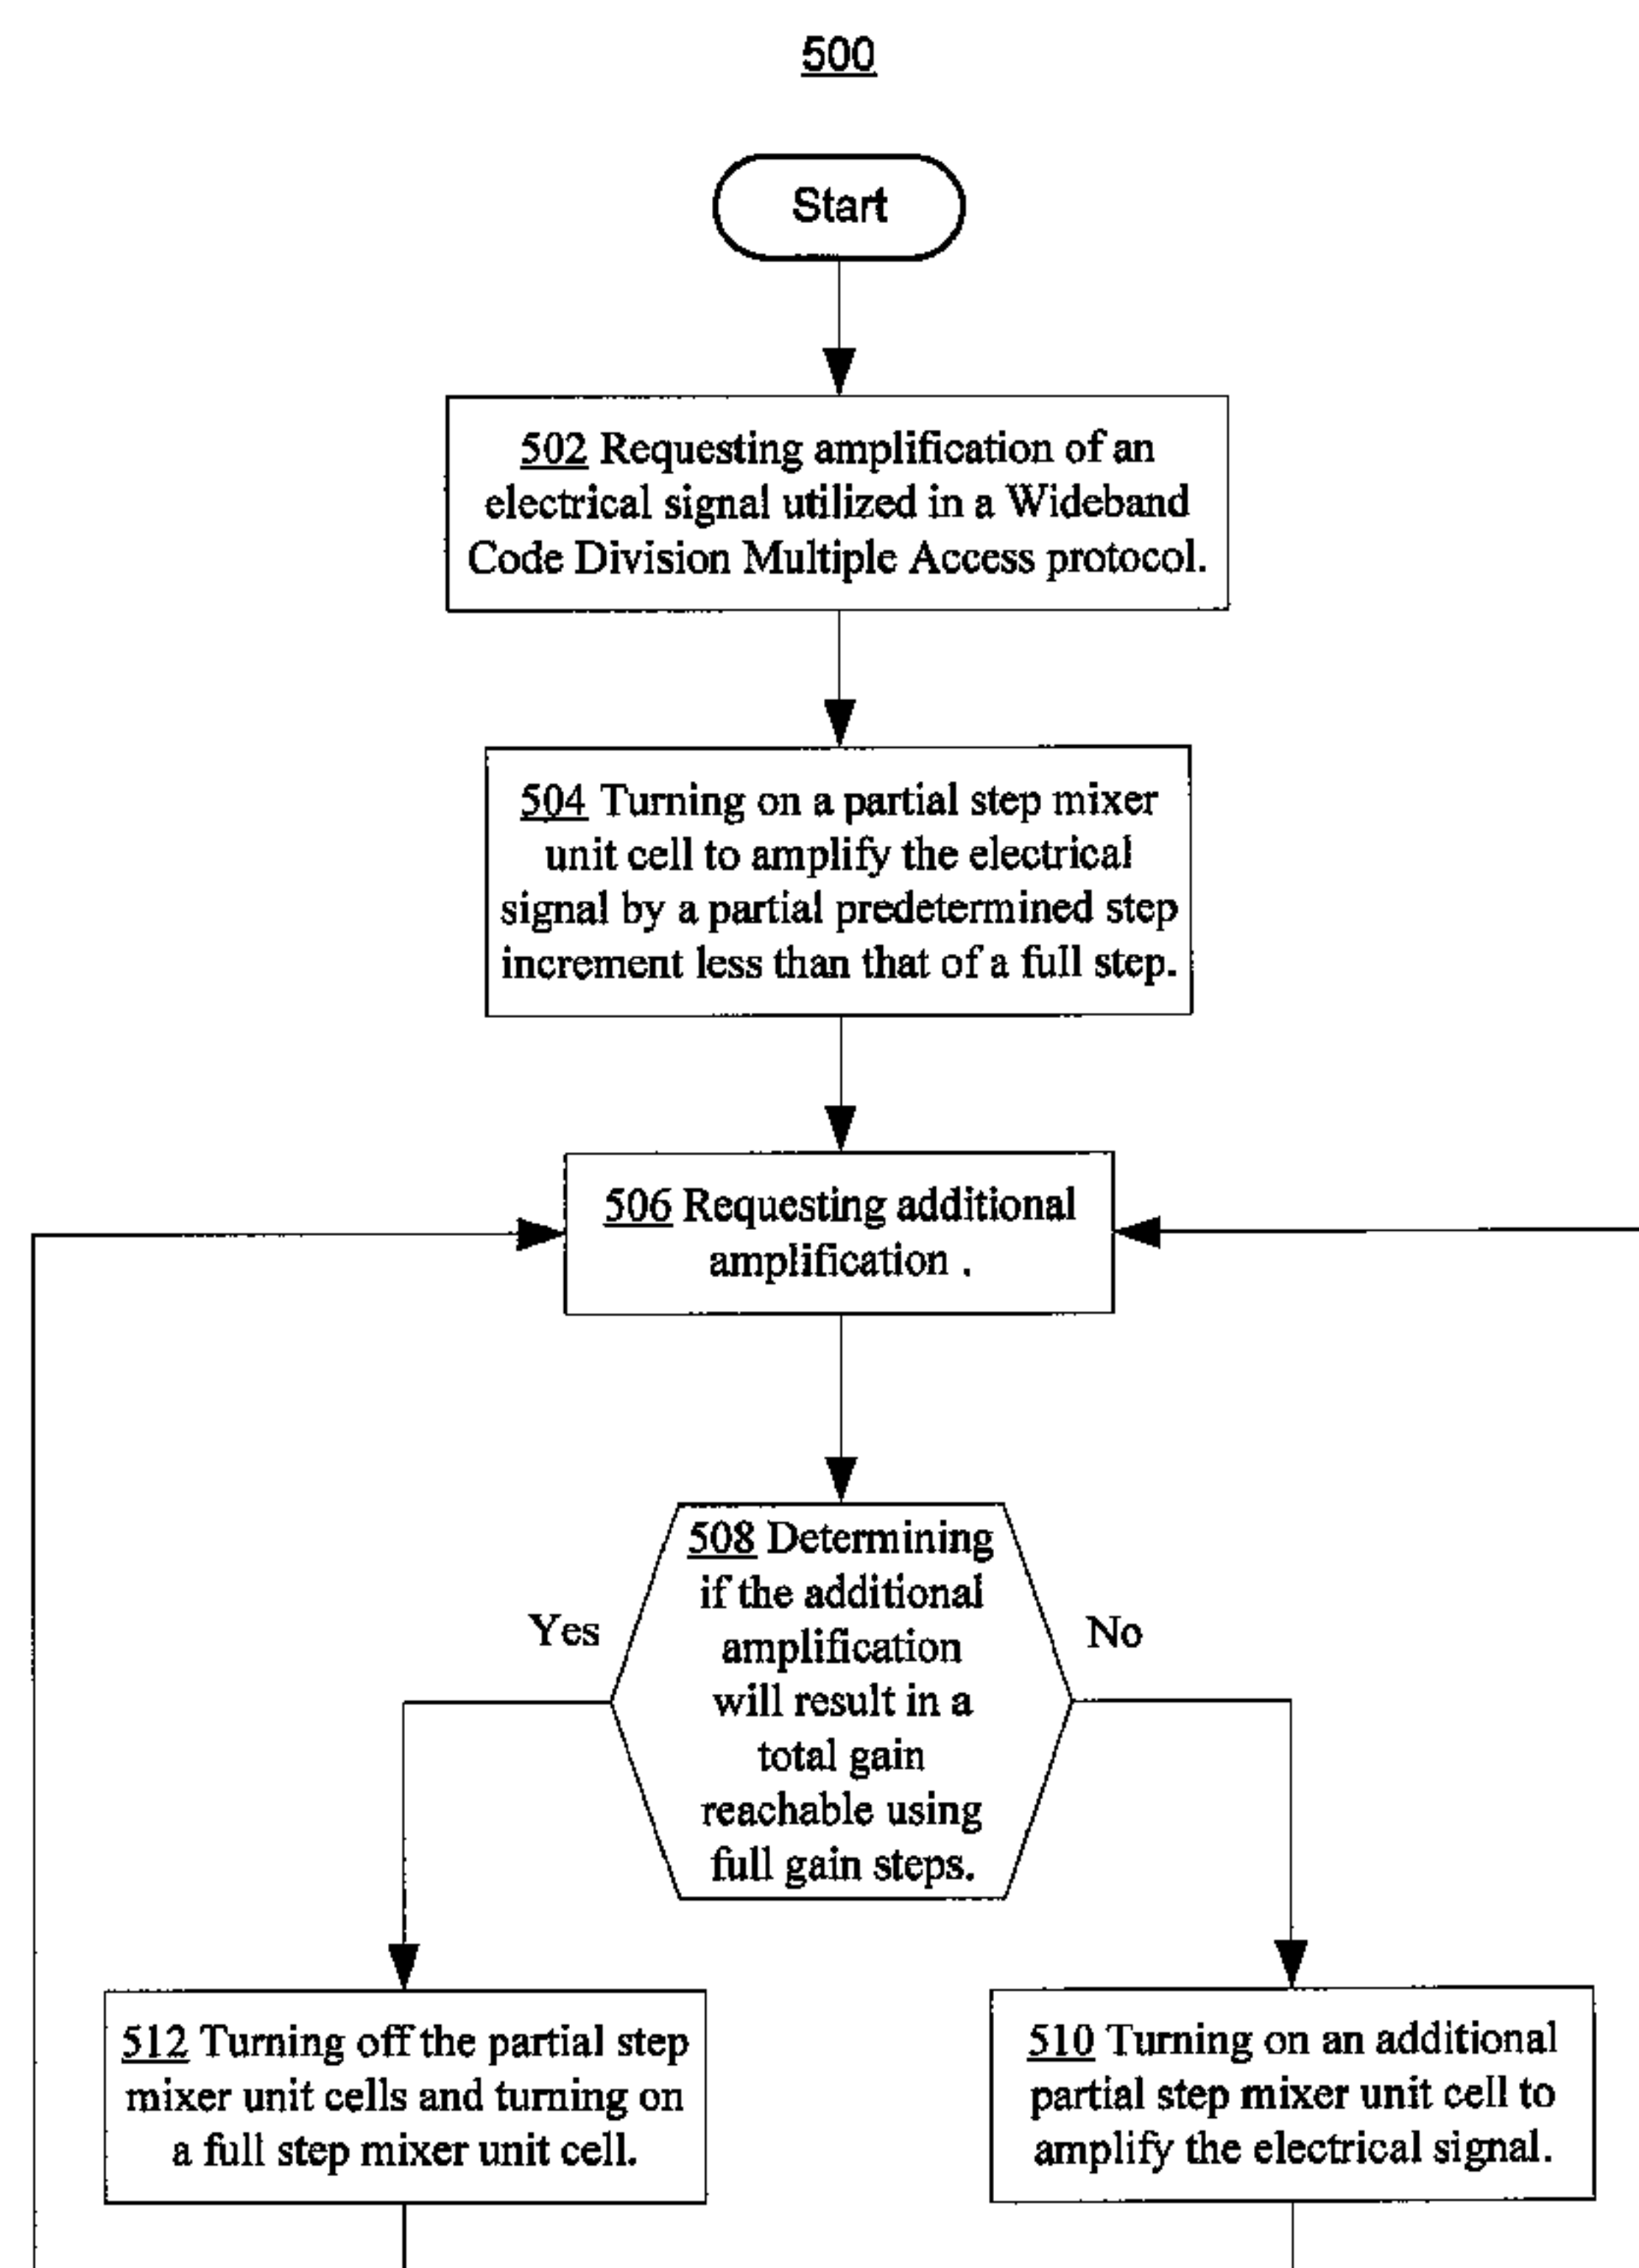 500
Start
502 Requesting amplification of an
electrical signal utilized in a Wideband
Code Division Multiple Access protocol.
504 Turning on a partial step mixer
unit cell to amplify the electrical
signal by a partial predetermined step
increment less than that of a full step.
506 Requesting additional
amplification .
508 Determining
if the additional
amplification
will result in a
total gain
reachable using
full gain steps.
Yes
No
512 Turning off the partial step
mixer unit cells and turning on
a full step mixer unit cell.
510 Turning on an additional
partial step mixer unit cell to
amplify the electrical signal.